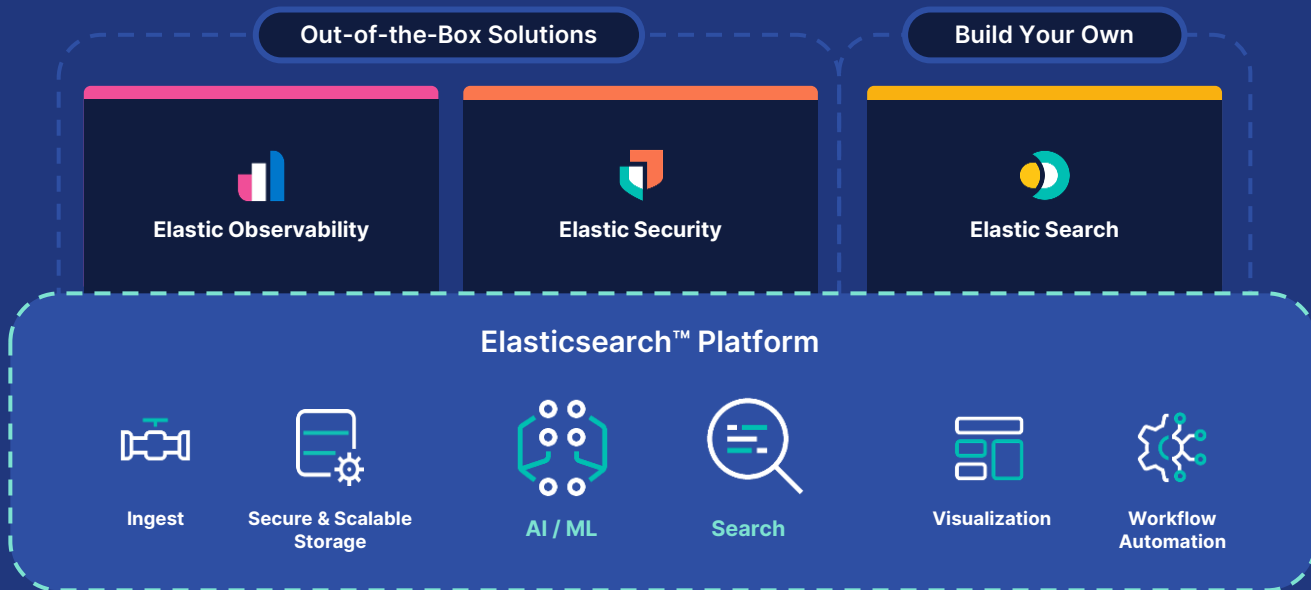 Out-of-the-Box Solutions
Build Your Own
Elastic Observability
Elastic Security
Elastic Search
Elasticsearch™ Platform
Ingest
Secure & Scalable
Storage
AI / ML
Search
Visualization
Workflow
Automation